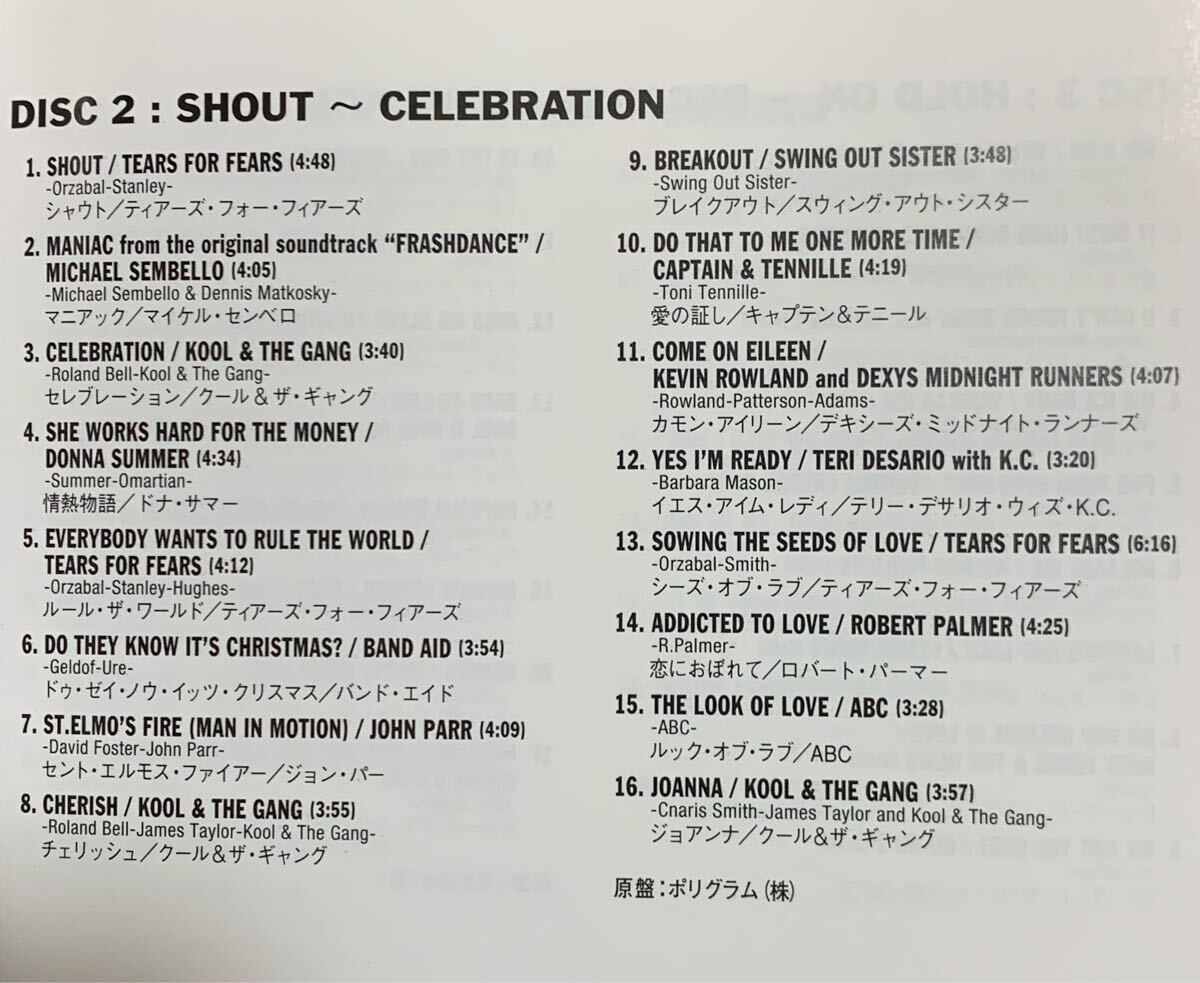 DISC 2 : SHOUT ～ CELEBRATION
1. SHOUT / TEARS FOR FEARS (4:48)
-Orzabal-Stanley-
シャウト／ティアーズ・フォー・フィアーズ
2. MANIAC from the original soundtrack “FRASHDANCE” /
MICHAEL SEMBELLO (4:05)
-Michael Sembello & Dennis Matkosky-
マニアック／マイケル・センベロ
3. CELEBRATION / KOOL & THE GANG (3:40)
-Roland Bell-Kool & The Gang-
セレブレーション／クール＆ザ・ギャング
4. SHE WORKS HARD FOR THE MONEY /
DONNA SUMMER (4:34)
-Summer-Omartian-
情熱物語／ドナ・サマー
5. EVERYBODY WANTS TO RULE THE WORLD /
TEARS FOR FEARS (4:12)
-Orzabal-Stanley-Hughes-
ルール・ザ・ワールド／ティアーズ・フォー・フィアーズ
6. DO THEY KNOW IT'S CHRISTMAS? / BAND AID (3:54)
-Geldof-Ure-
ドゥ・ゼイ・ノウ・イッツ・クリスマス／バンド・エイド
7. ST.ELMO'S FIRE (MAN IN MOTION) / JOHN PARR (4:09)
-David Foster-John Parr-
セント・エルモス・ファイアー／ジョン・パー
8. CHERISH / KOOL & THE GANG (3:55)
-Roland Bell-James Taylor-Kool & The Gang-
チェリッシュ／クール＆ザ・ギャング
9. BREAKOUT / SWING OUT SISTER (3:48)
-Swing Out Sister-
ブレイクアウト／スウィング・アウト・シスター
10. DO THAT TO ME ONE MORE TIME /
CAPTAIN & TENNILLE (4:19)
-Toni Tennille-
愛の証し／キャプテン＆テニール
11. COME ON EILEEN /
KEVIN ROWLAND and DEXYS MIDNIGHT RUNNERS (4:07)
-Rowland-Patterson-Adams-
カモン・アイリーン／デキシーズ・ミッドナイト・ランナーズ
12. YES I'M READY / TERI DESARIO with K.C. (3:20)
-Barbara Mason-
イエス・アイム・レディ／テリー・デサリオ・ウィズ・K.C.
13. SOWING THE SEEDS OF LOVE / TEARS FOR FEARS (6:16)
-Orzabal-Smith-
シーズ・オブ・ラブ／ティアーズ・フォー・フィアーズ
14. ADDICTED TO LOVE / ROBERT PALMER (4:25)
-R.Palmer-
恋におぼれて／ロバート・パーマー
15. THE LOOK OF LOVE / ABC (3:28)
-ABC-
ルック・オブ・ラブ／ABC
16. JOANNA / KOOL & THE GANG (3:57)
-Cnaris Smith-James Taylor and Kool & The Gang-
ジョアンナ／クール＆ザ・ギャング
原盤：ポリグラム（株）